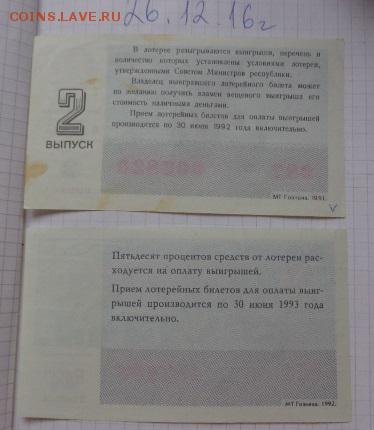 coins.lave.ru
26.12.16г
В лотерее разыгрываются выигрыши, перечень и
количество которых установлены условиями лотереи,
утвержденными Советом Министров республики.
Владелец выигравшего лотерейного билета может
по желанию получить взамен вещевого выигрыша его
стоимость наличными деньгами.
Прием лотерейных билетов для оплаты выигрышей
производится по 30 июня 1992 года включительно.
2
ВЫПУСК
МТ Гознака. 1991.
Пятьдесят процентов средств от лотереи рас-
ходуется на оплату выигрышей.
Прием лотерейных билетов для оплаты выиг-
рышей производится по 30 июня 1993 года
включительно.
МТ Гознака. 1992.